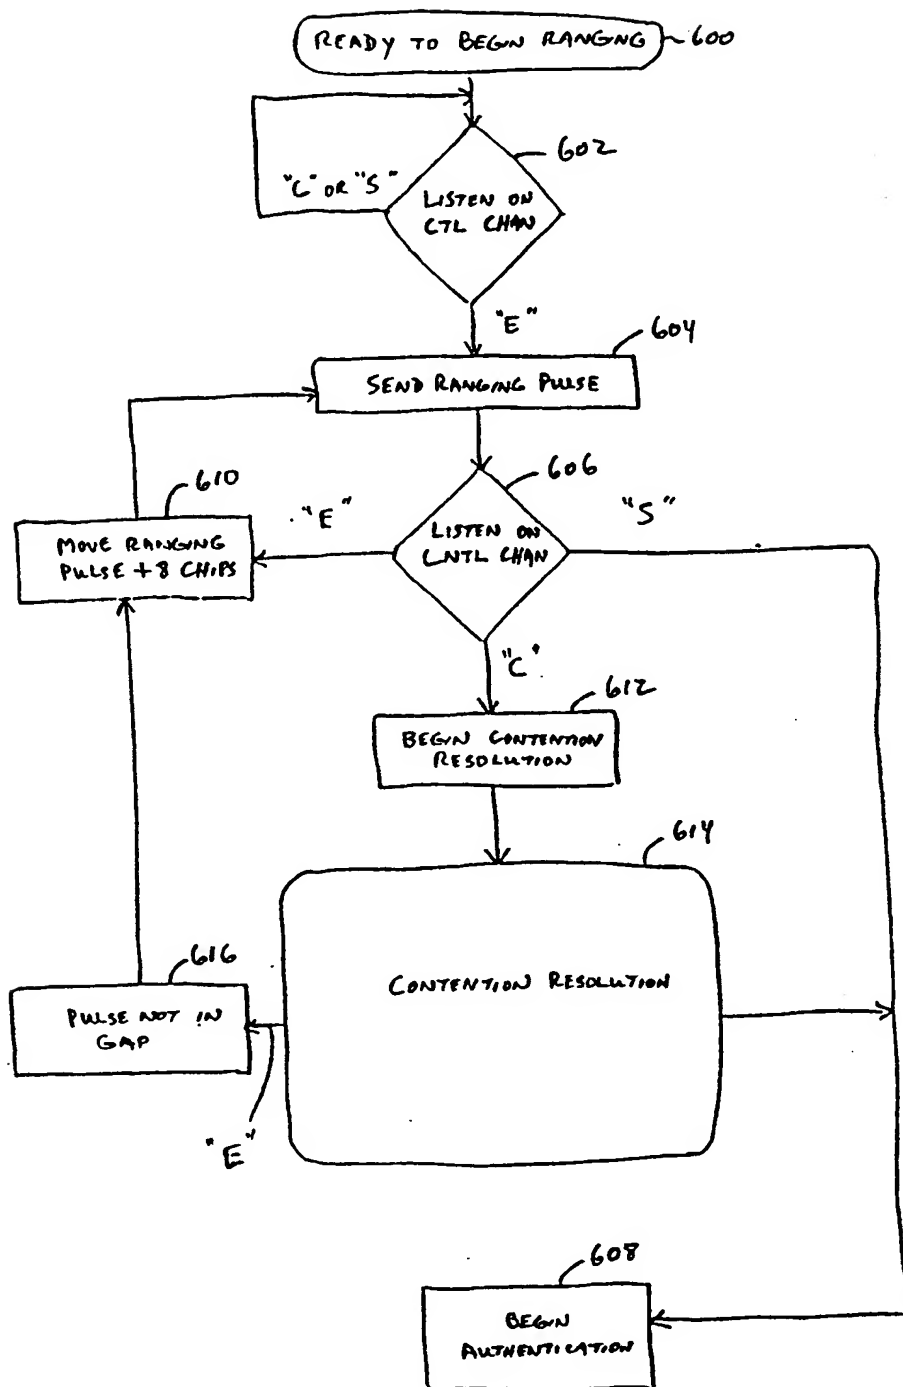 READY TO BEGIN RANGING
600
602
"C" OR "S"
LISTEN ON
CTL CHAN
"E"
604
SEND RANGING PULSE
606
610
"E"
"S"
LISTEN ON
CNTL CHAN
MOVE RANGING
PULSE + 8 CHIPS
"C"
612
BEGIN CONTENTION
RESOLUTION
614
616
CONTENTION RESOLUTION
PULSE NOT IN
GAP
"E"
608
BEGIN
AUTHENTICATION